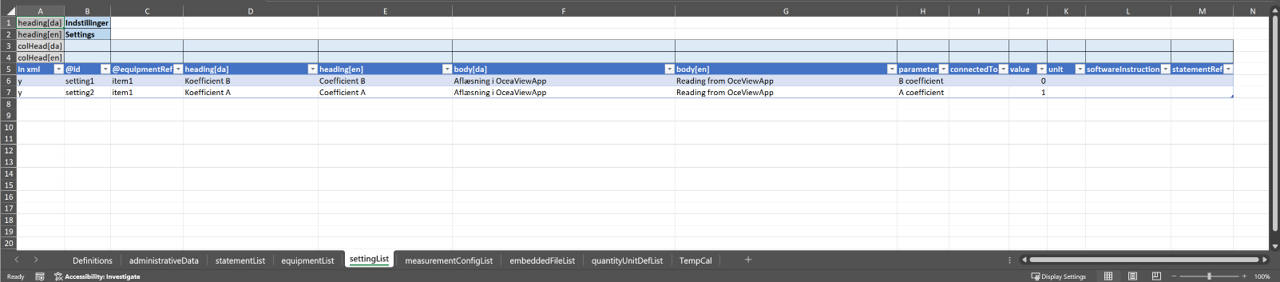 A B C D E F G H I J K L M N
1 heading[da] Indstillinger
2 heading[en] Settings
3 colHead[da]
4 colHead[en]
5 In xml @id @equipmentRef heading[da] heading[en] body[da] body[en] parameter connectedTo value unit softwareInstruction statementRef
6 y setting1 item1 Koefficient B Coefficient B Aflæsning i OceaViewApp Reading from OceViewApp B coefficient 0
7 y setting2 item1 Koefficient A Coefficient A Aflæsning i OceaViewApp Reading from OceViewApp A coefficient 1
8
9
10
11
12
13
14
15
16
17
18
19
20
Definitions administrativeData statementList equipmentList settingList measurementConfigList embeddedFileList quantityUnitDefList TempCal +
Ready Accessibility: Investigate Display Settings - + 100%